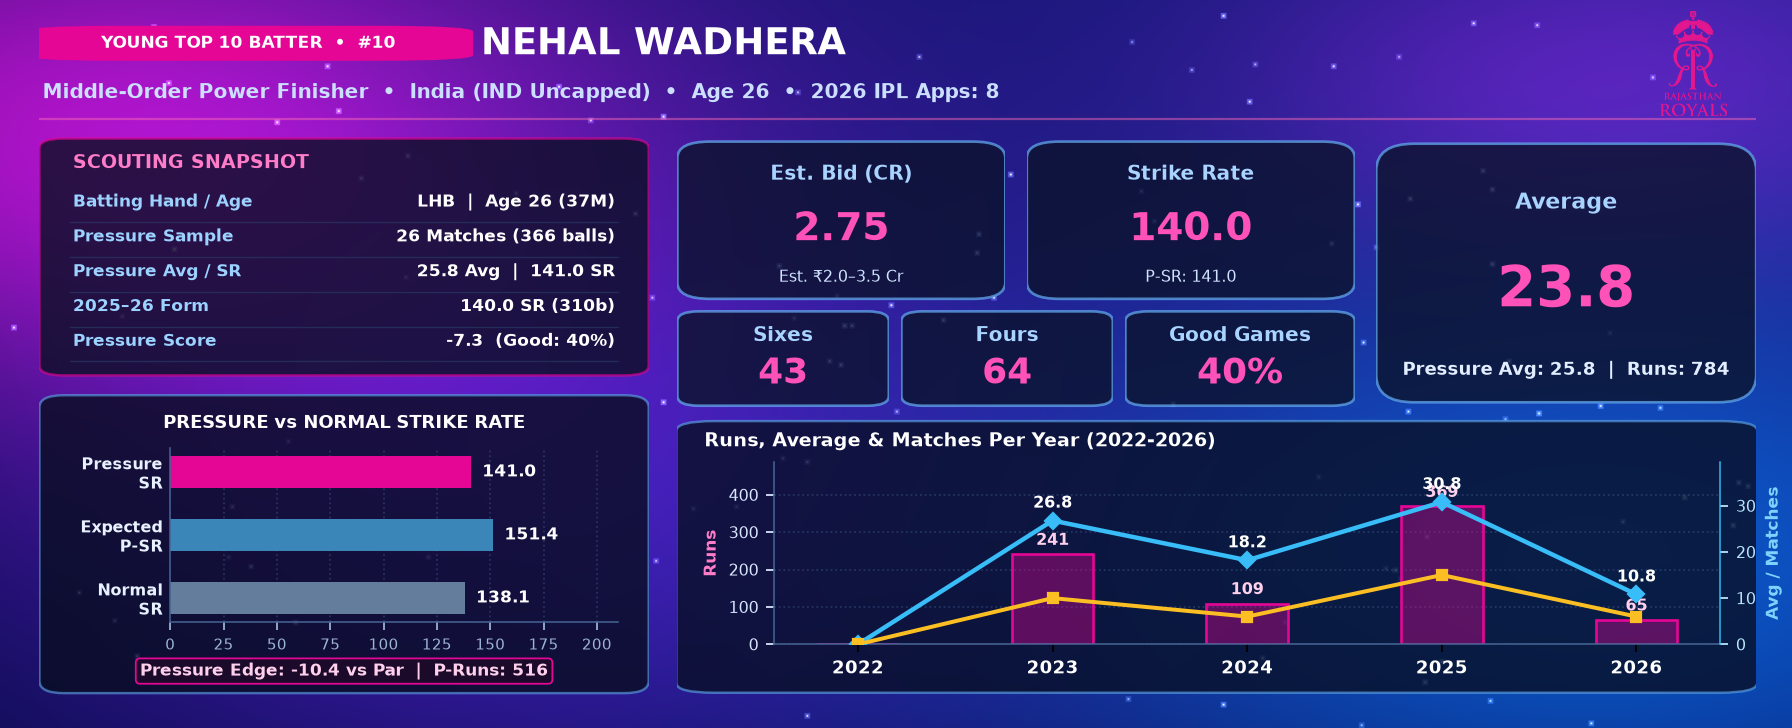 YOUNG TOP 10 BATTER • #10
NEHAL WADHERA
Middle-Order Power Finisher • India (IND Uncapped) • Age 26 • 2026 IPL Apps: 8
RAJASTHAN
ROYALS
SCOUTING SNAPSHOT
Batting Hand / Age LHB | Age 26 (37M)
Pressure Sample 26 Matches (366 balls)
Pressure Avg / SR 25.8 Avg | 141.0 SR
2025–26 Form 140.0 SR (310b)
Pressure Score -7.3 (Good: 40%)
Est. Bid (CR)
2.75
Est. ₹2.0–3.5 Cr
Strike Rate
140.0
P-SR: 141.0
Average
23.8
Pressure Avg: 25.8 | Runs: 784
Sixes
43
Fours
64
Good Games
40%
PRESSURE vs NORMAL STRIKE RATE
Pressure
SR
141.0
Expected
P-SR
151.4
Normal
SR
138.1
0 25 50 75 100 125 150 175 200
Pressure Edge: -10.4 vs Par | P-Runs: 516
Runs, Average & Matches Per Year (2022-2026)
Runs
400
300
200
100
0
26.8
241
18.2
109
30.8
369
10.8
65
30
20
10
0
Avg / Matches
2022 2023 2024 2025 2026